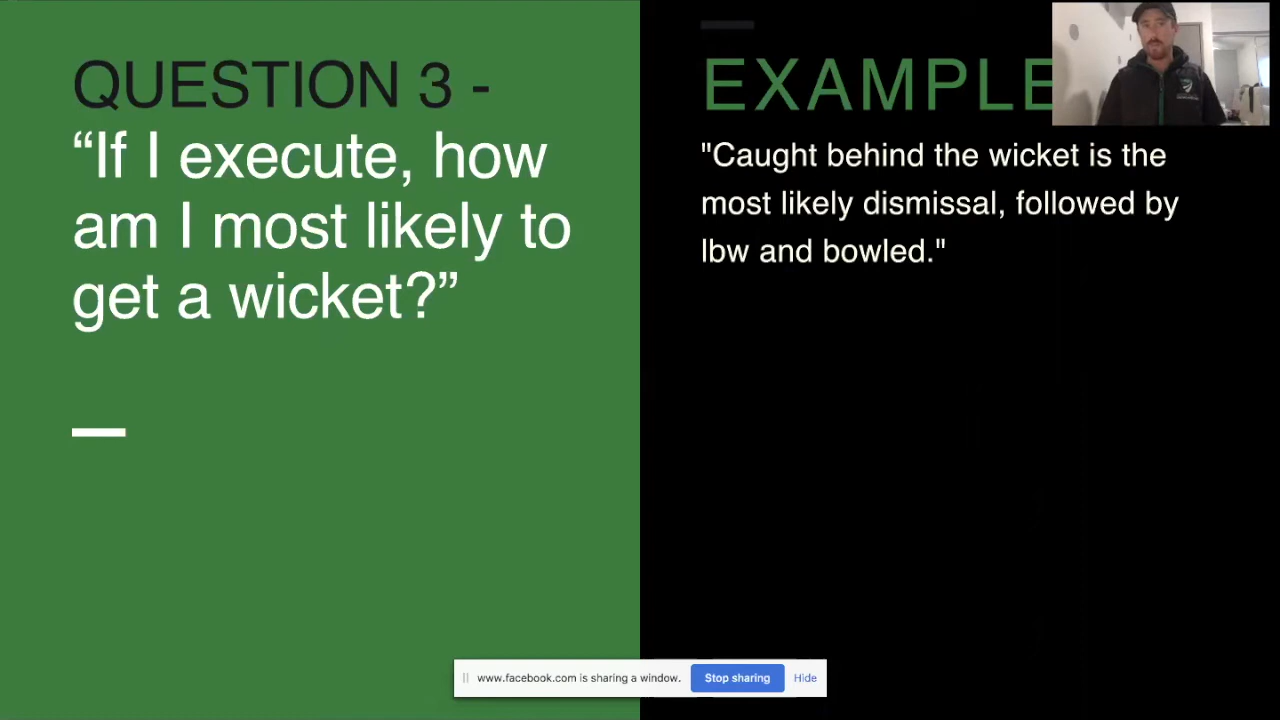 QUESTION 3 -
“If I execute, how
am I most likely to
get a wicket?”
EXAMPLE
"Caught behind the wicket is the
most likely dismissal, followed by
lbw and bowled."
www.facebook.com is sharing a window.
Stop sharing
Hide